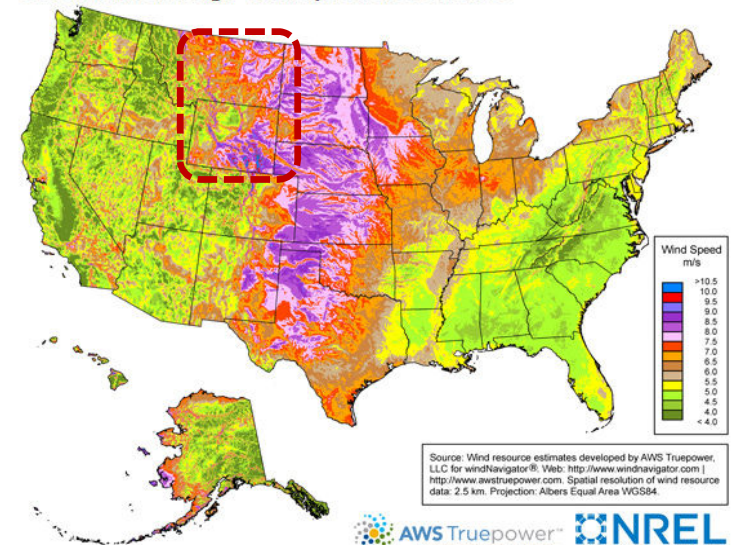 Wind Speed
m/s
>10.5
10.0
9.5
9.0
8.5
8.0
7.5
7.0
6.5
6.0
5.5
5.0
4.5
4.0
< 4.0
Source: Wind resource estimates developed by AWS Truepower,
LLC for windNavigator®. Web: http://www.windnavigator.com |
http://www.awstruepower.com. Spatial resolution of wind resource
data: 2.5 km. Projection: Albers Equal Area WGS84.
AWS Truepower™
NREL